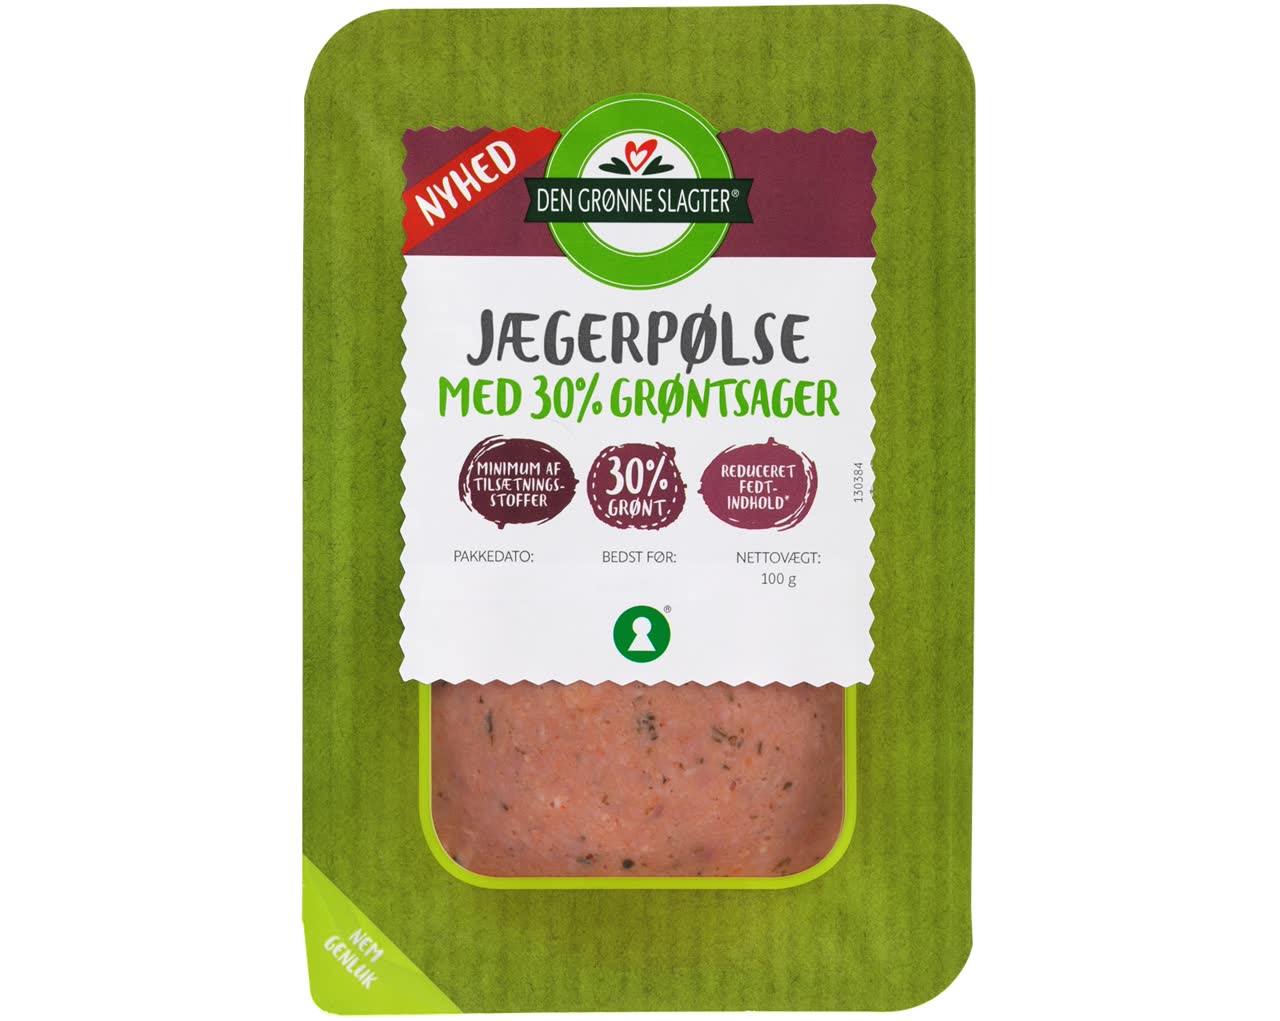 NYHED
DEN GRØNNE SLAGTER®
JÆGERPØLSE
MED 30% GRØNTSAGER
MINIMUM AF
TILSÆTNINGS-
STOFFER
30%
GRØNT
REDUCERET
FEDT-
INDHOLD*
130384
PAKKEDATO:
BEDST FØR:
NETTOVÆGT:
100 g
®
NEM
GENLUK